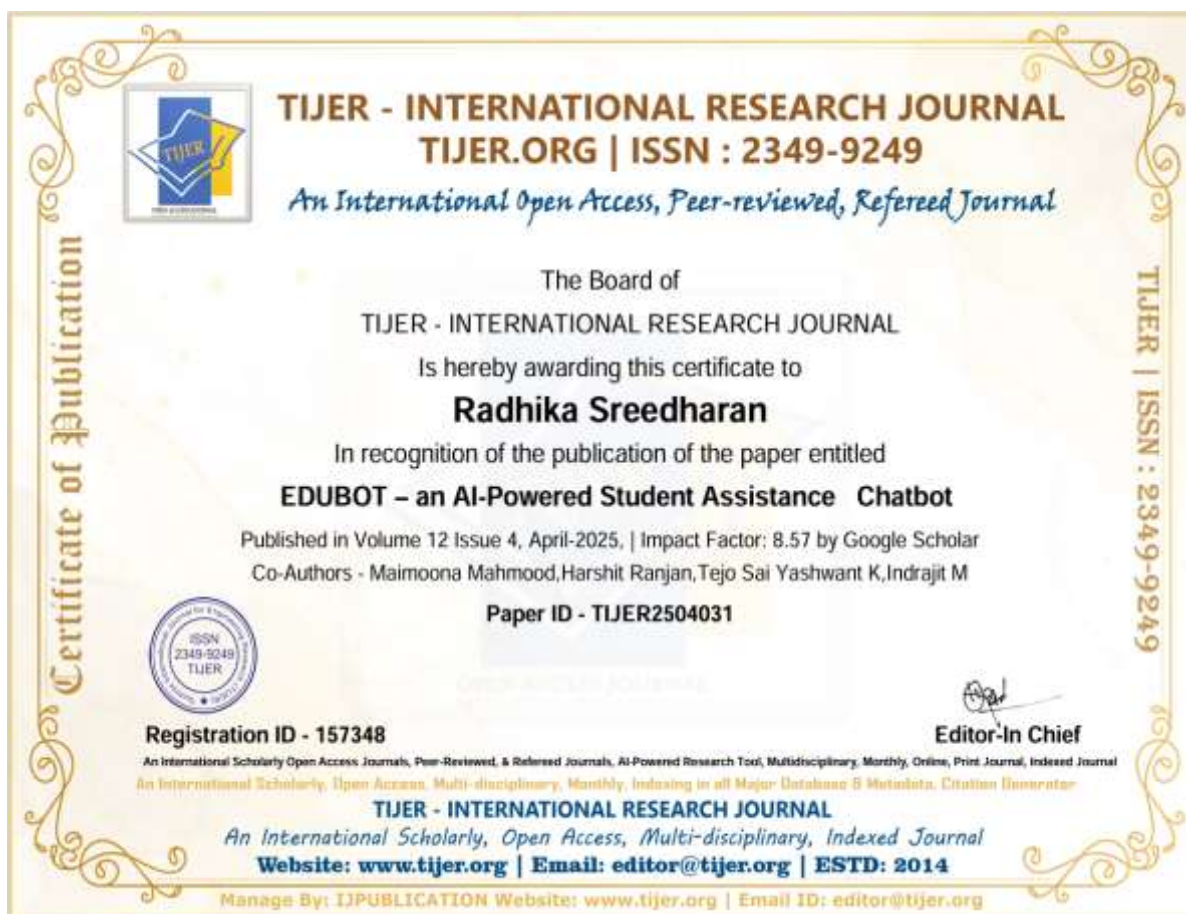 TIJER - INTERNATIONAL RESEARCH JOURNAL
TIJER.ORG | ISSN : 2349-9249
An International Open Access, Peer-reviewed, Refereed Journal
TIJER
OPEN ACCESS JOURNAL
Certificate of Publication
TIJER | ISSN : 2349-9249
The Board of
TIJER - INTERNATIONAL RESEARCH JOURNAL
Is hereby awarding this certificate to
Radhika Sreedharan
In recognition of the publication of the paper entitled
EDUBOT – an AI-Powered Student Assistance Chatbot
Published in Volume 12 Issue 4, April-2025, | Impact Factor: 8.57 by Google Scholar
Co-Authors - Maimoona Mahmood,Harshit Ranjan,Tejo Sai Yashwant K,Indrajit M
Paper ID - TIJER2504031
ISSN
2349-9249
TIJER
Registration ID - 157348
Editor-In Chief
An International Scholarly Open Access Journals, Peer-Reviewed, & Refereed Journals, AI-Powered Research Tool, Multidisciplinary, Monthly, Online, Print Journal, Indexed Journal
An International Scholarly, Open Access, Multi-disciplinary, Monthly, Indexing in all Major Database & Metadata, Citation Generator
TIJER - INTERNATIONAL RESEARCH JOURNAL
An International Scholarly, Open Access, Multi-disciplinary, Indexed Journal
Website: www.tijer.org | Email: editor@tijer.org | ESTD: 2014
Manage By: IJPUBLICATION Website: www.tijer.org | Email ID: editor@tijer.org